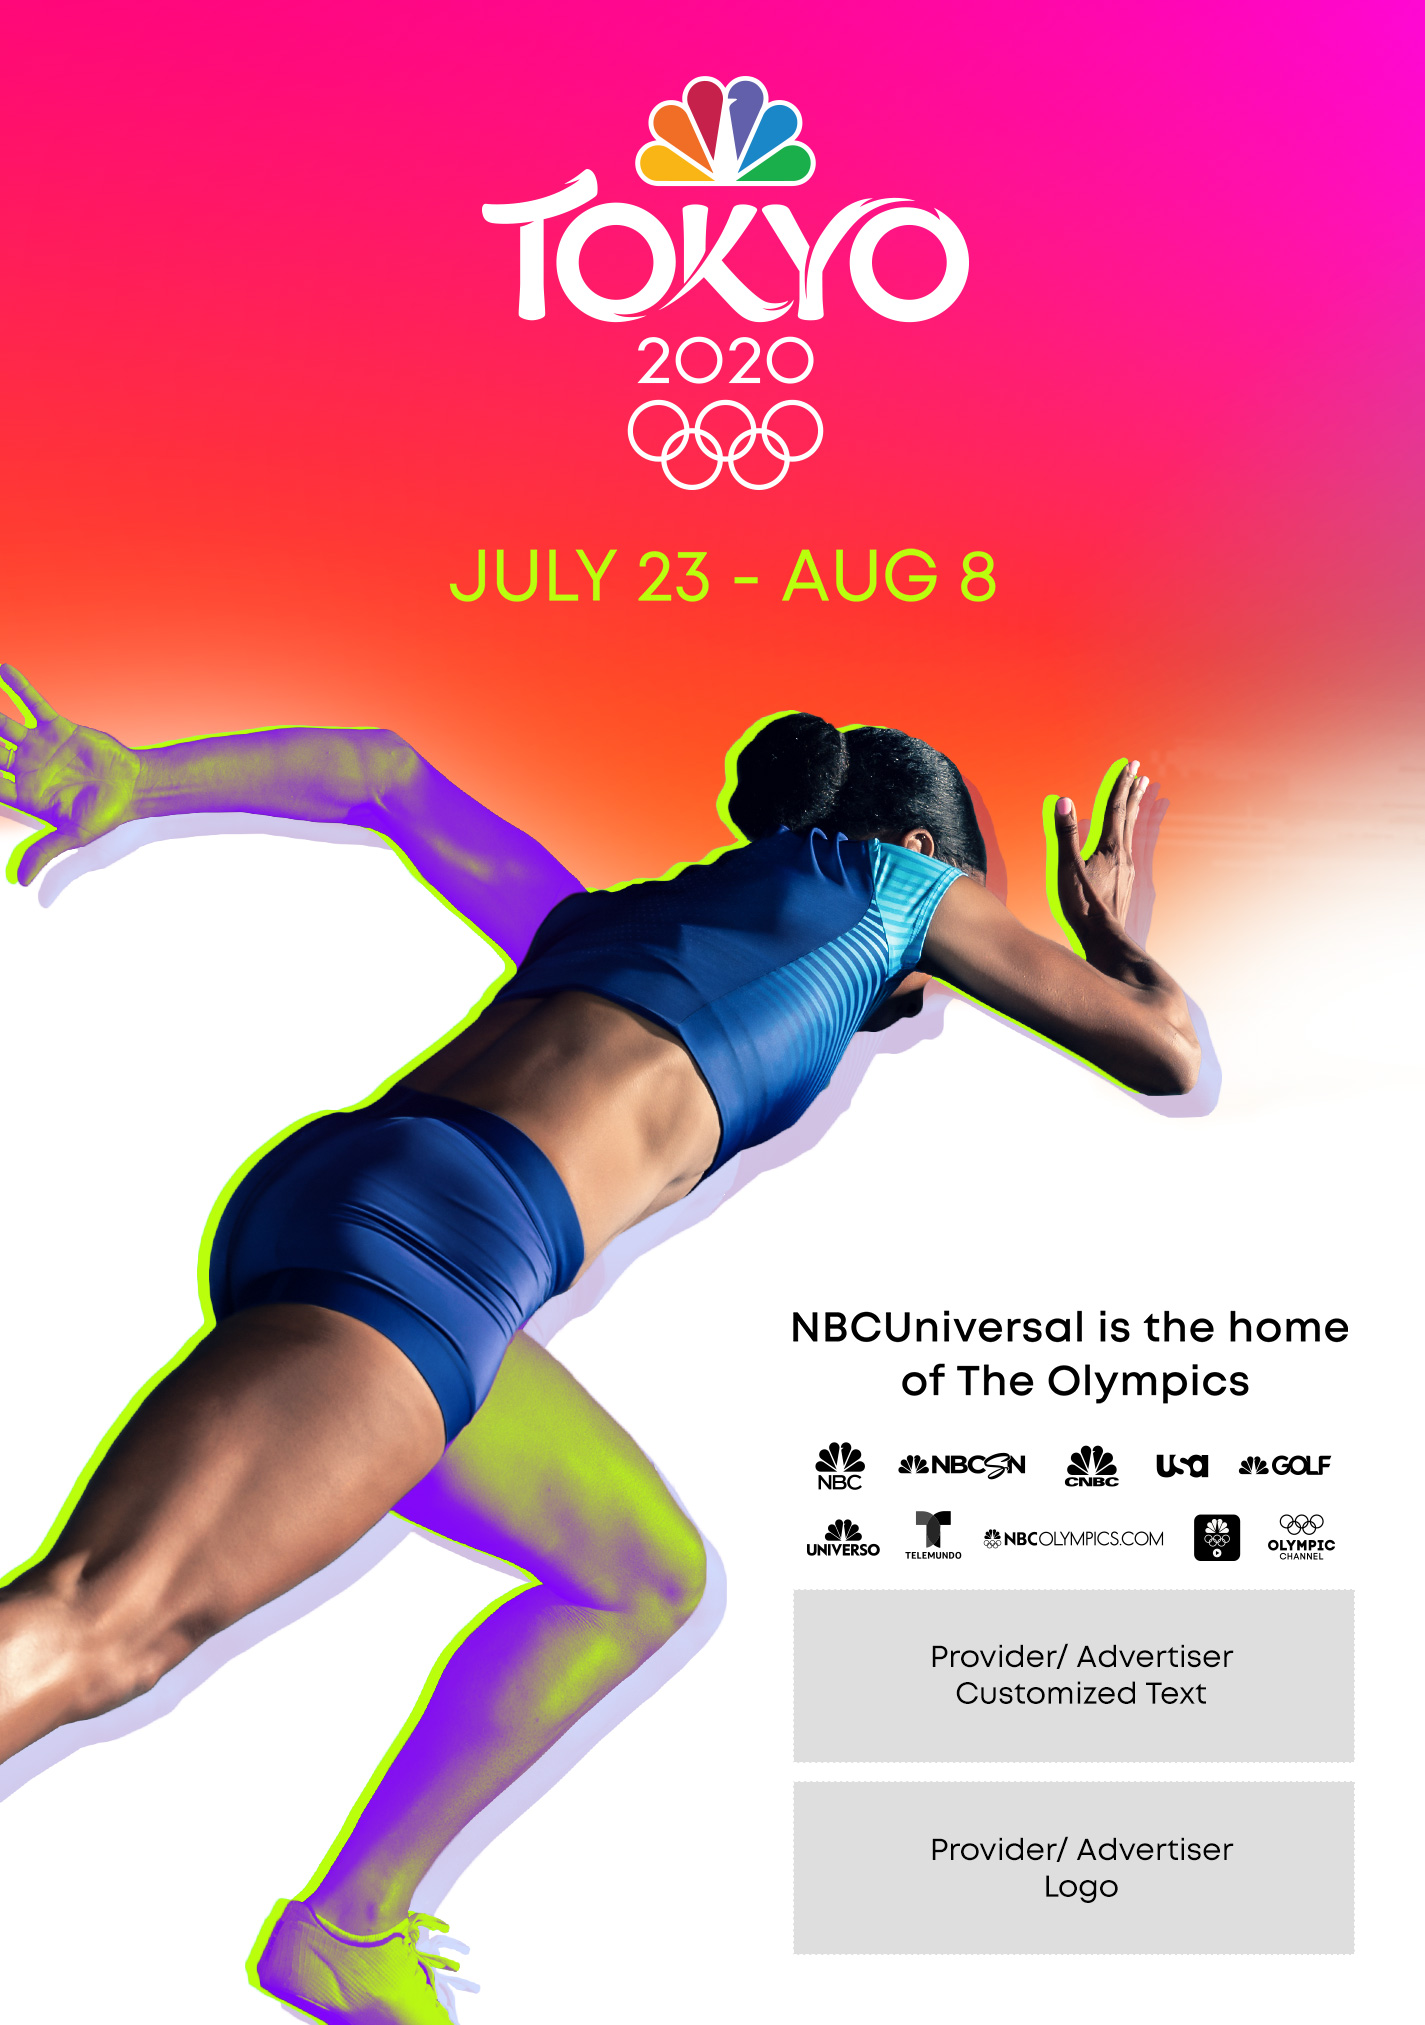 TOKYO
2020
JULY 23 - AUG 8
NBCUniversal is the home
of The Olympics
NBC NBCSN CNBC USA GOLF
UNIVERSO TELEMUNDO NBCOLYMPICS.COM OLYMPIC CHANNEL
Provider/ Advertiser
Customized Text
Provider/ Advertiser
Logo